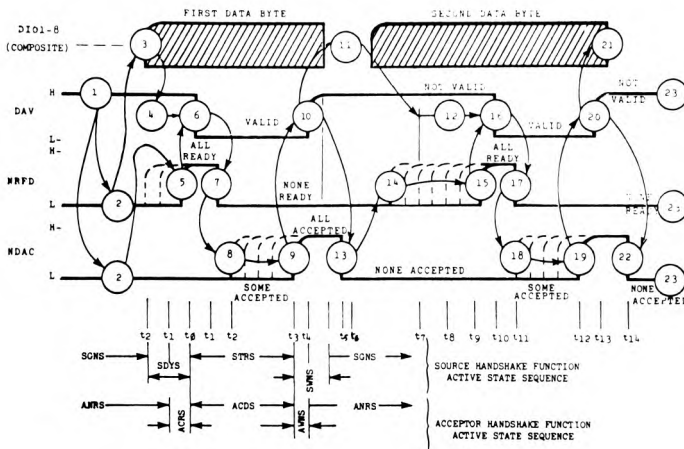 FIRST DATA BYTE
SECOND DATA BYTE
DIO1-8
(COMPOSITE)
3
11
21
H
1
NOT VALID
NOT
VALID
23
DAV
4
6
VALID
10
12
16
VALID
20
L-
H-
ALL
READY
ALL
READY
NRFD
5
7
NONE
READY
14
15
17
L
2
H-
ALL
ACCEPTED
NDAC
8
9
13
18
19
22
L
2
SOME
ACCEPTED
NONE ACCEPTED
SOME
ACCEPTED
NONE
ACCEPTED
23
t2 t1 t0 t1 t2 t3 t4 t5 t6 t7 t8 t9 t10 t11 t12 t13 t14
SGNS
SDYS
STRS
SWNS
SGNS
SOURCE HANDSHAKE FUNCTION
ACTIVE STATE SEQUENCE
ANRS
ACRS
ACDS
AWNS
ANRS
ACCEPTOR HANDSHAKE FUNCTION
ACTIVE STATE SEQUENCE